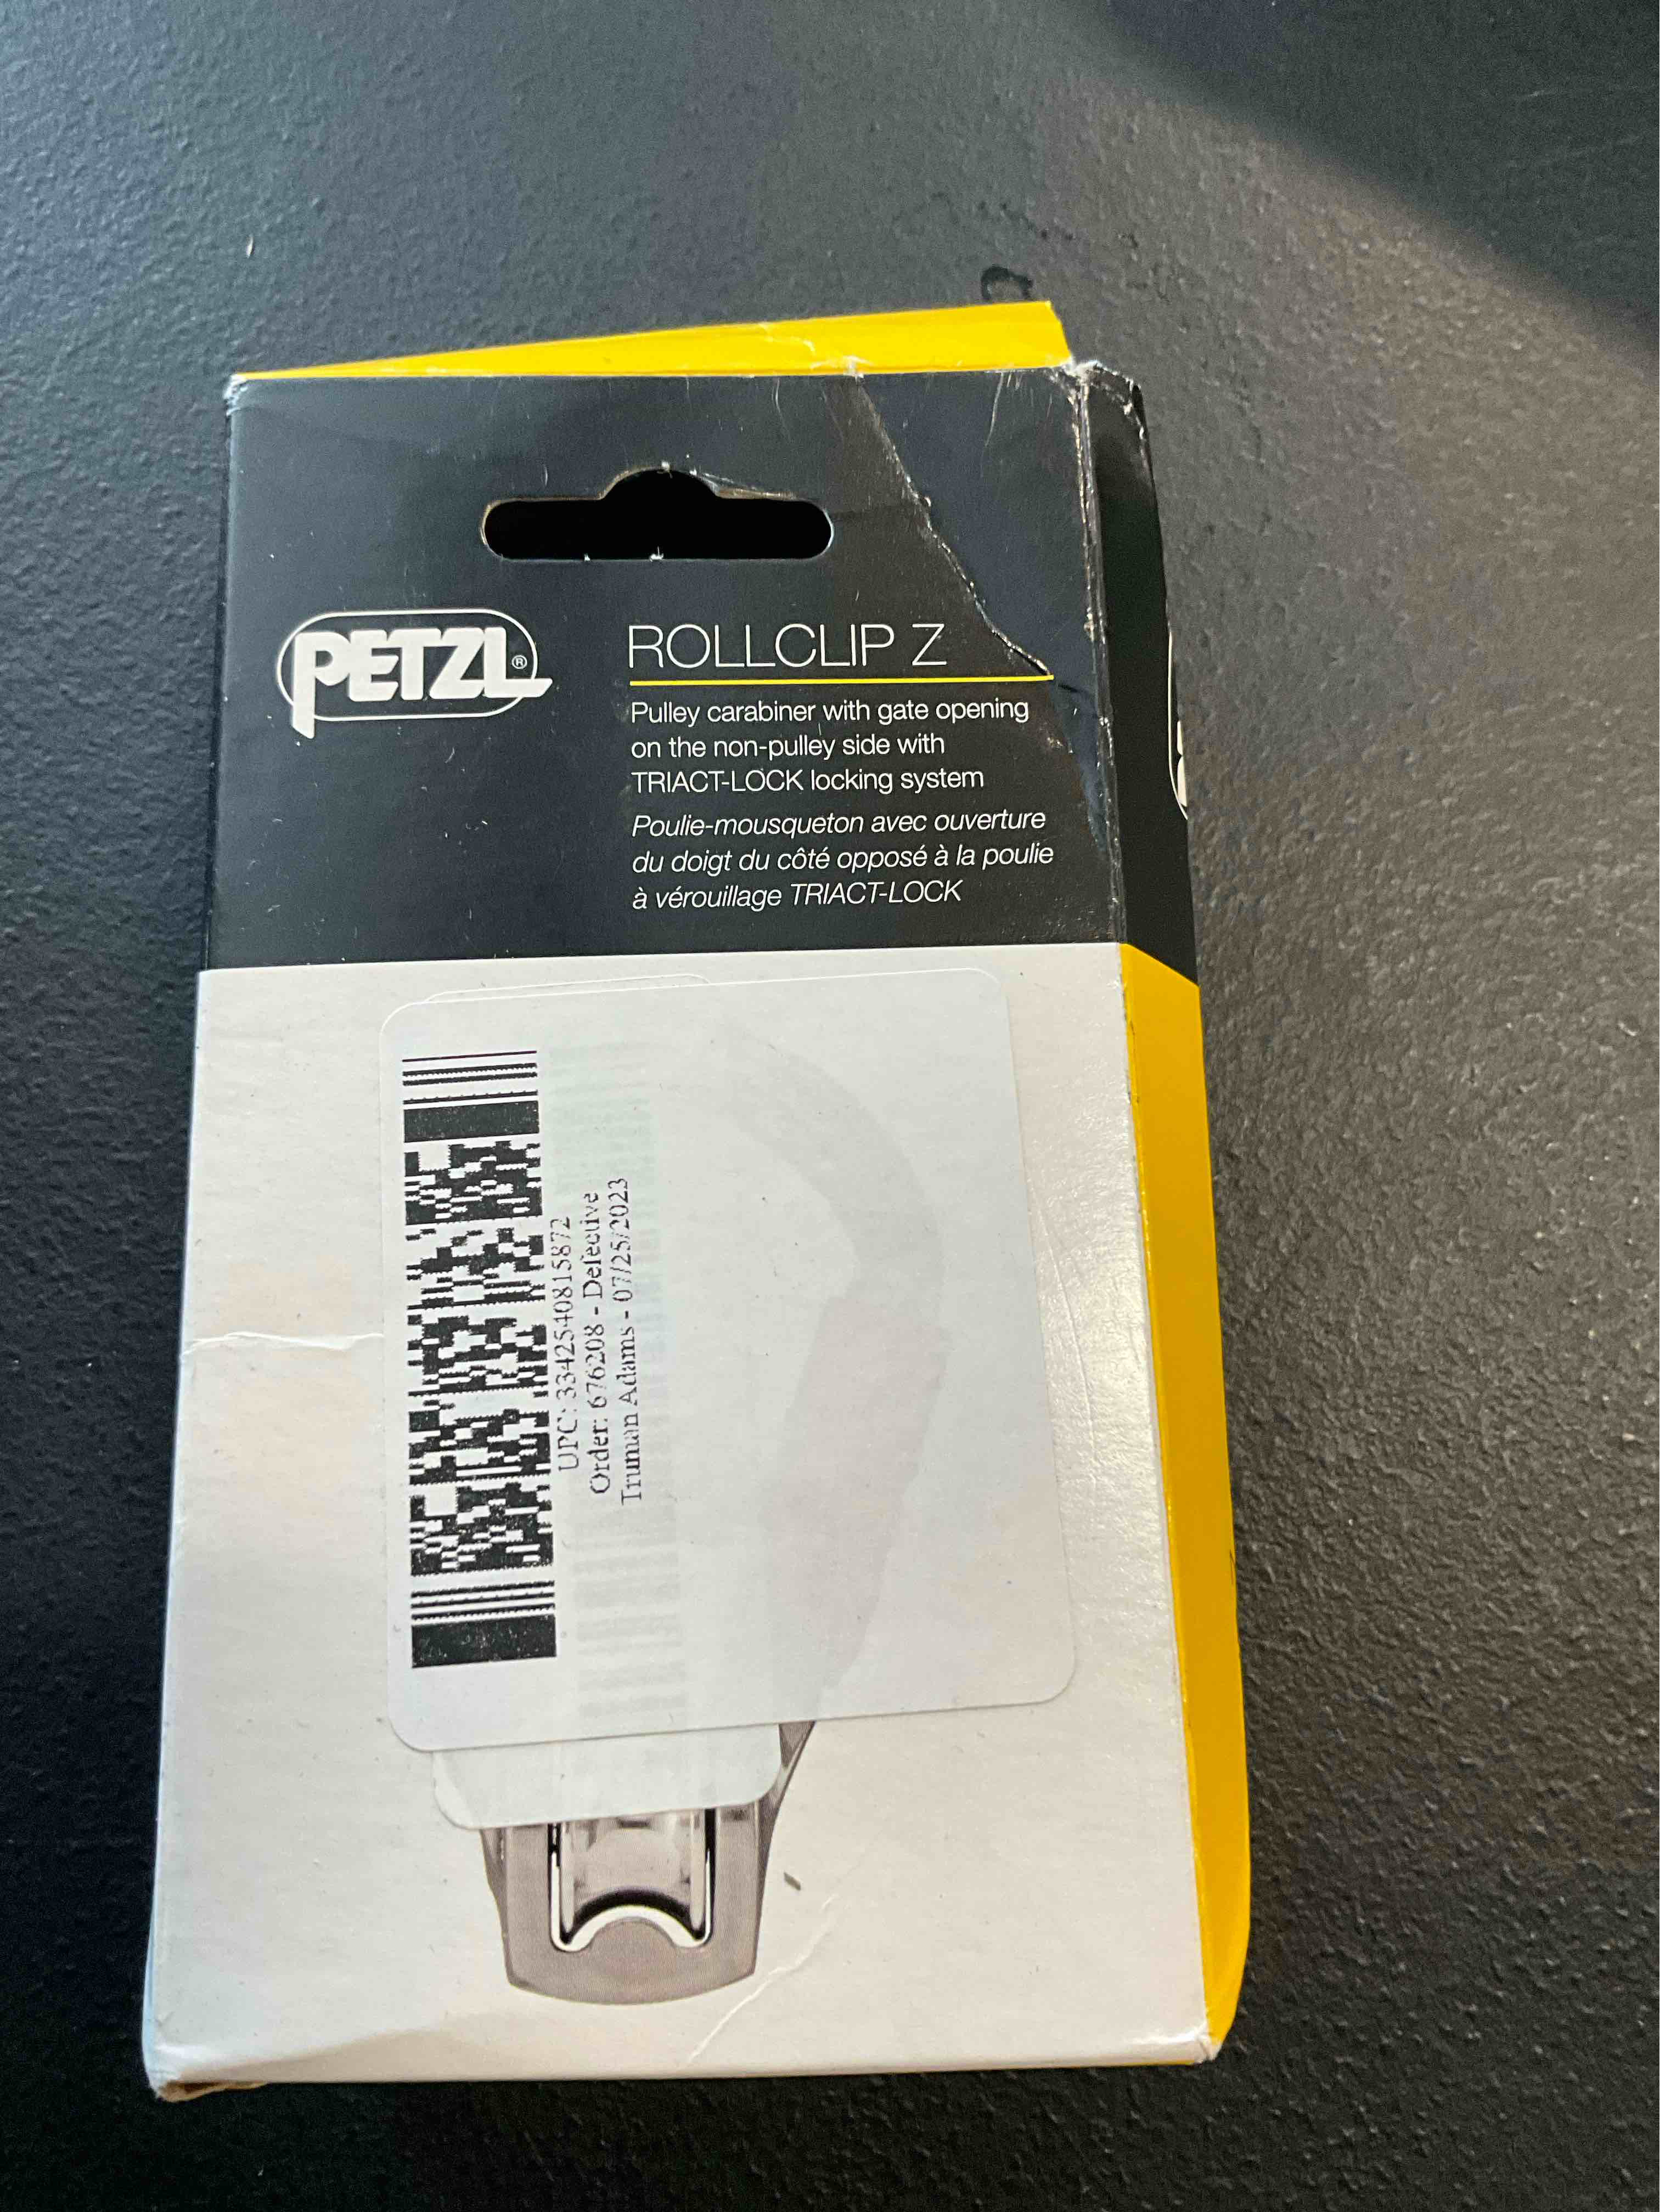 PETZL®
ROLLCLIP Z
Pulley carabiner with gate opening
on the non-pulley side with
TRIACT-LOCK locking system
Poulie-mousqueton avec ouverture
du doigt du côté opposé à la poulie
à vérouillage TRIACT-LOCK
UPC: 3342540815872
Order: 676208 - Defective
Truman Adams - 07/25/2023